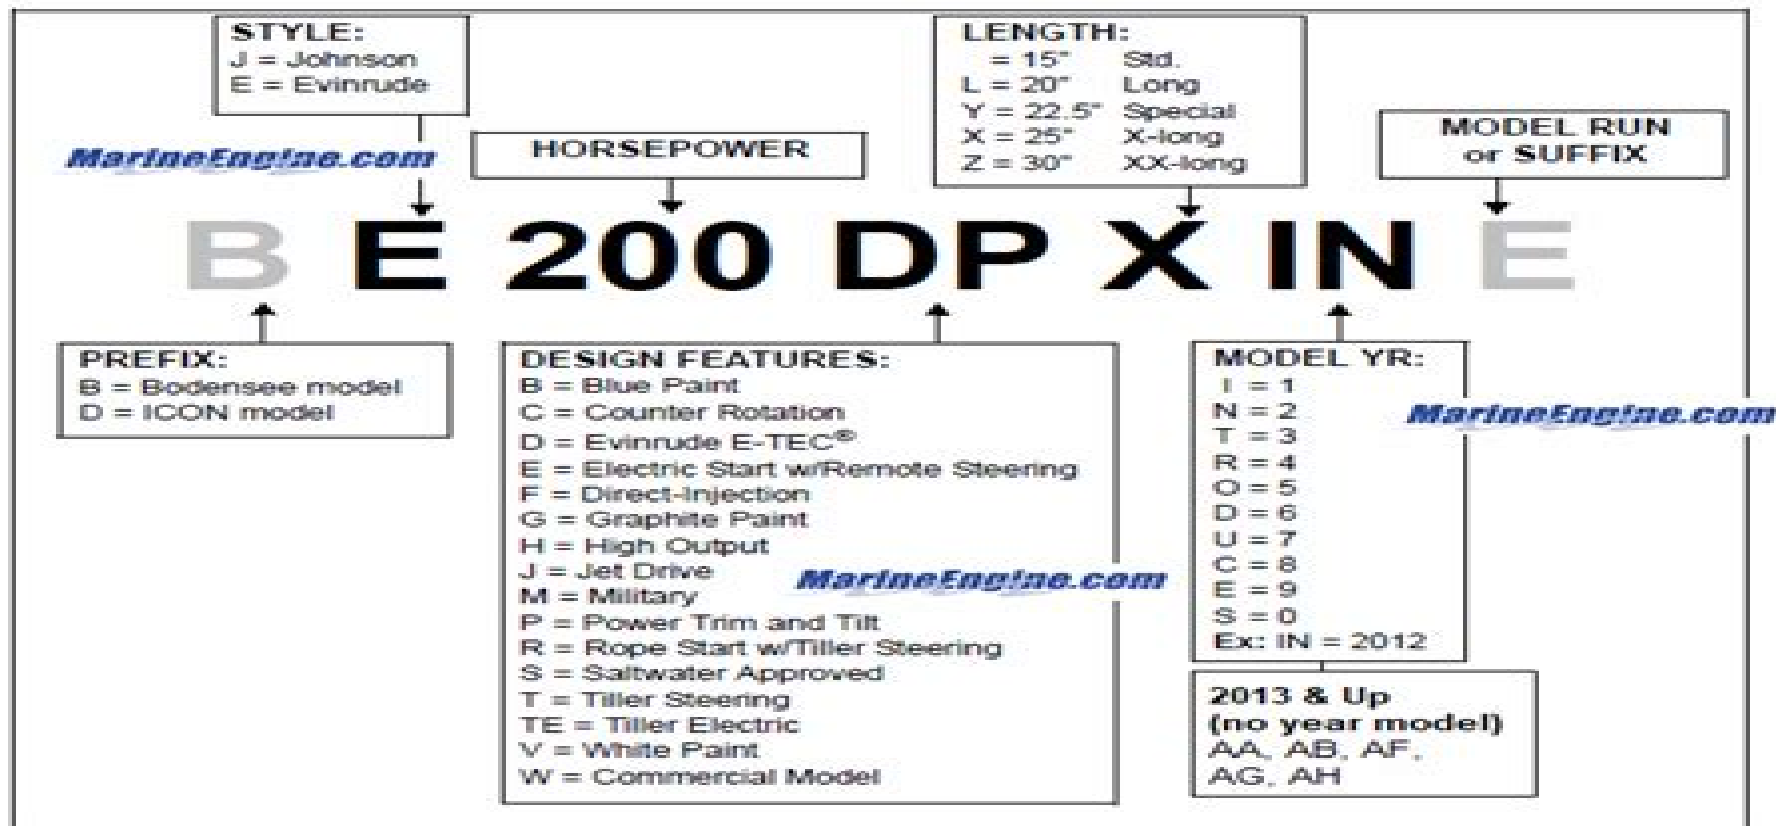 STYLE:
J = Johnson
E = Evinrude
LENGTH:
= 15" Std.
L = 20" Long
Y = 22.5" Special
X = 25" X-long
Z = 30" XX-long
MarineEngine.com
HORSEPOWER
MODEL RUN
or SUFFIX
B E 200 DP X IN E
PREFIX:
B = Bodensee model
D = ICON model
DESIGN FEATURES:
B = Blue Paint
C = Counter Rotation
D = Evinrude E-TEC®
E = Electric Start w/Remote Steering
F = Direct-Injection
G = Graphite Paint
H = High Output
J = Jet Drive
M = Military
P = Power Trim and Tilt
R = Rope Start w/Tiller Steering
S = Saltwater Approved
T = Tiller Steering
TE = Tiller Electric
V = White Paint
W = Commercial Model
MarineEngine.com
MODEL YR:
I = 1
N = 2
T = 3
R = 4
O = 5
D = 6
U = 7
C = 8
E = 9
S = 0
Ex: IN = 2012
MarineEngine.com
2013 & Up
(no year model)
AA, AB, AF,
AG, AH